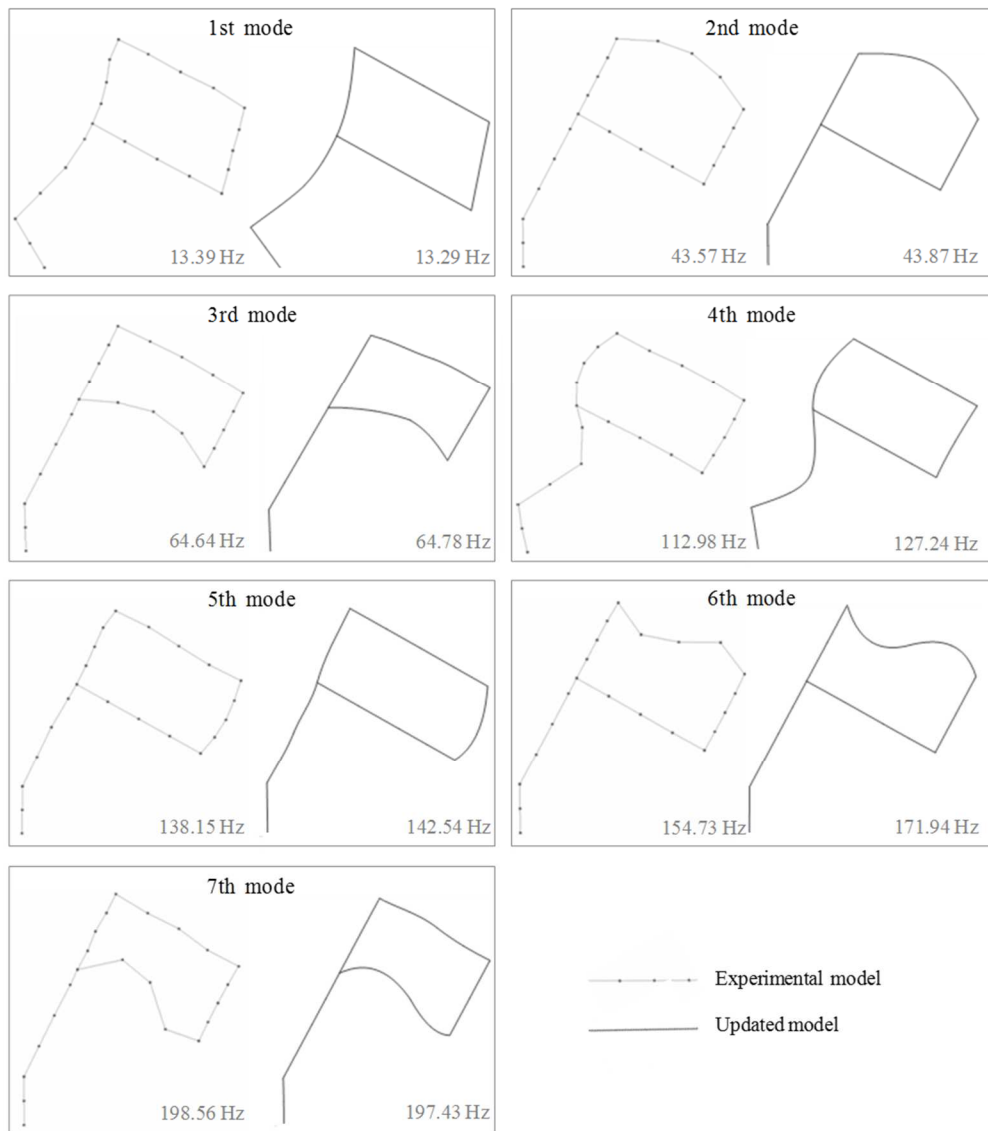 1st mode
13.39 Hz
13.29 Hz
2nd mode
43.57 Hz
43.87 Hz
3rd mode
64.64 Hz
64.78 Hz
4th mode
112.98 Hz
127.24 Hz
5th mode
138.15 Hz
142.54 Hz
6th mode
154.73 Hz
171.94 Hz
7th mode
198.56 Hz
197.43 Hz
Experimental model
Updated model